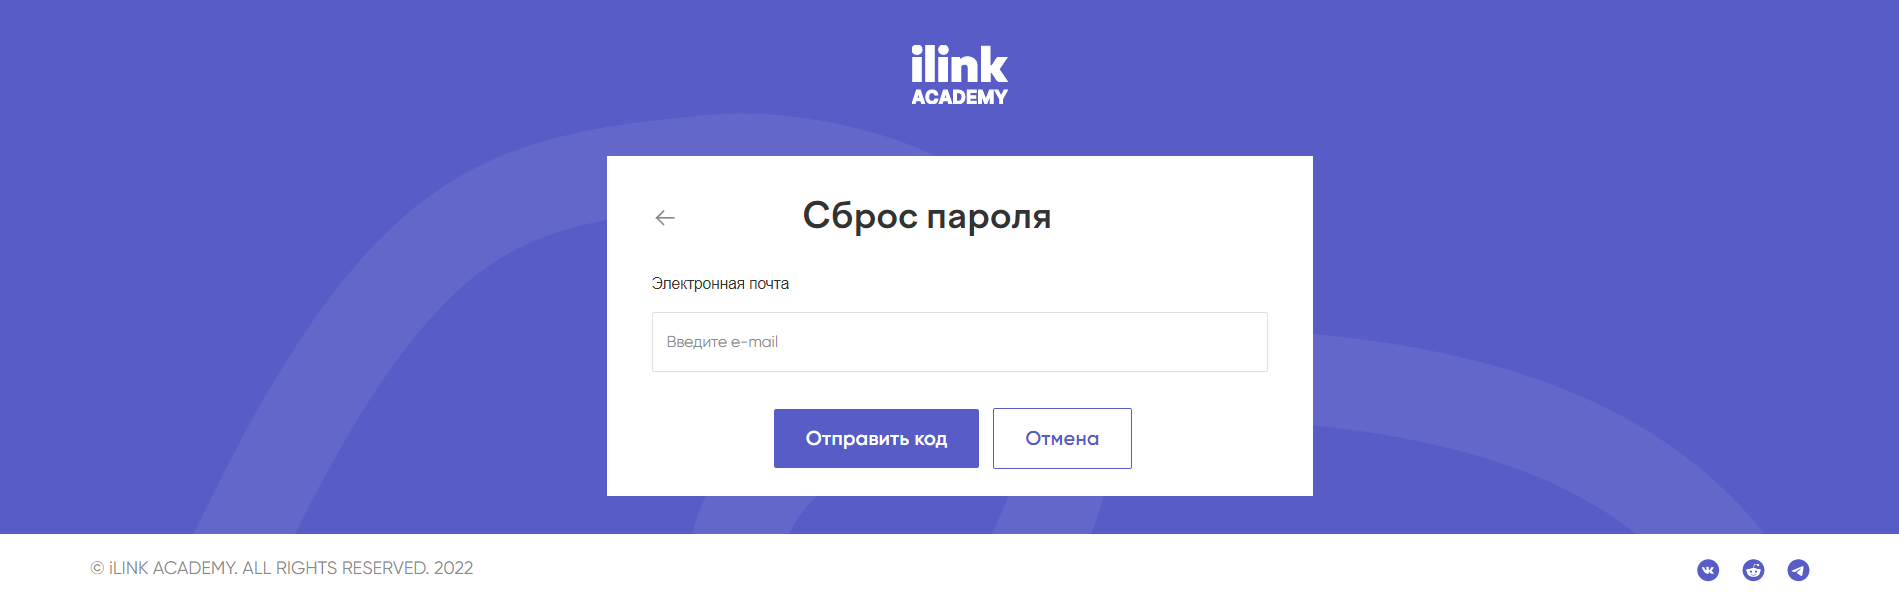 ilink
ACADEMY
Сброс пароля
Электронная почта
Введите e-mail
Отправить код
Отмена
© iLINK ACADEMY. ALL RIGHTS RESERVED. 2022